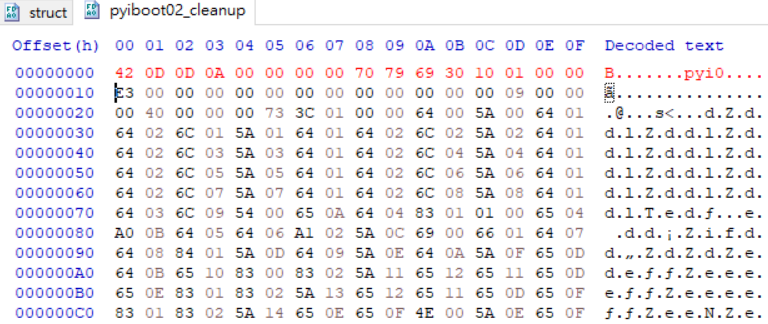 struct pyiboot02_cleanup
Offset(h) 00 01 02 03 04 05 06 07 08 09 0A 0B 0C 0D 0E 0F Decoded text
00000000 42 0D 0D 0A 00 00 00 00 70 79 69 30 10 01 00 00 B.......pyi0....
00000010 E3 00 00 00 00 00 00 00 00 00 00 00 00 09 00 00 ã...............
00000020 00 40 00 00 00 73 3C 01 00 00 64 00 5A 00 64 01 .@...s<...d.Z.d.
00000030 64 02 6C 01 5A 01 64 01 64 02 6C 02 5A 02 64 01 d.l.Z.d.d.l.Z.d.
00000040 64 02 6C 03 5A 03 64 01 64 02 6C 04 5A 04 64 01 d.l.Z.d.d.l.Z.d.
00000050 64 02 6C 05 5A 05 64 01 64 02 6C 06 5A 06 64 01 d.l.Z.d.d.l.Z.d.
00000060 64 02 6C 07 5A 07 64 01 64 02 6C 08 5A 08 64 01 d.l.Z.d.d.l.Z.d.
00000070 64 03 6C 09 54 00 65 0A 64 04 83 01 01 00 65 04 d.l.T.e.d.ƒ...e.
00000080 A0 0B 64 05 64 06 A1 02 5A 0C 69 00 66 01 64 07  .d.d.¡.Z.i.f.d.
00000090 64 08 84 01 5A 0D 64 09 5A 0E 64 0A 5A 0F 65 0D d.„.Z.d.Z.d.Z.e.
000000A0 64 0B 65 10 83 00 83 02 5A 11 65 12 65 11 65 0D d.e.ƒ.ƒ.Z.e.e.e.
000000B0 65 0E 83 01 83 02 5A 13 65 12 65 11 65 0D 65 0F e.ƒ.ƒ.Z.e.e.e.e.
000000C0 83 01 83 02 5A 14 65 0E 65 0F 4E 00 5A 0E 65 0F ƒ.ƒ.Z.e.e.N.Z.e.